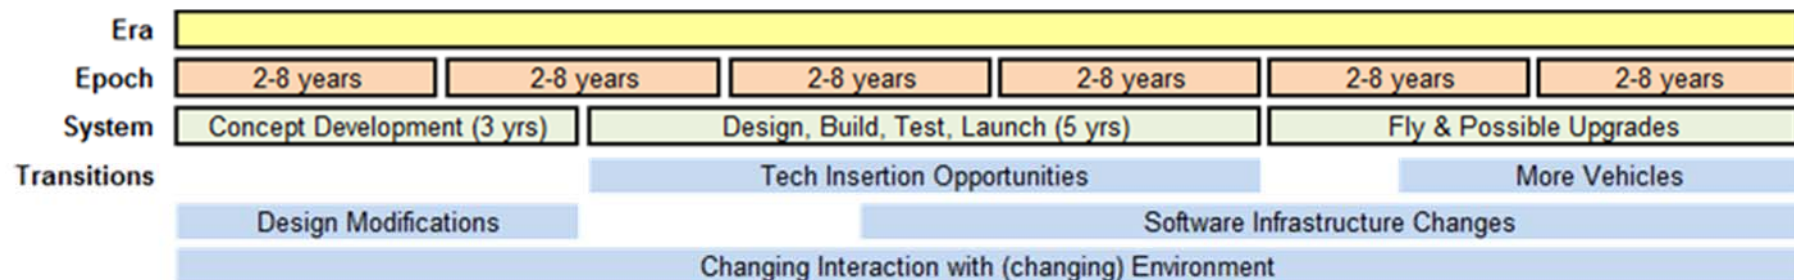 Era
Epoch 2-8 years 2-8 years 2-8 years 2-8 years 2-8 years 2-8 years
System Concept Development (3 yrs) Design, Build, Test, Launch (5 yrs) Fly & Possible Upgrades
Transitions Tech Insertion Opportunities More Vehicles
Design Modifications Software Infrastructure Changes
Changing Interaction with (changing) Environment